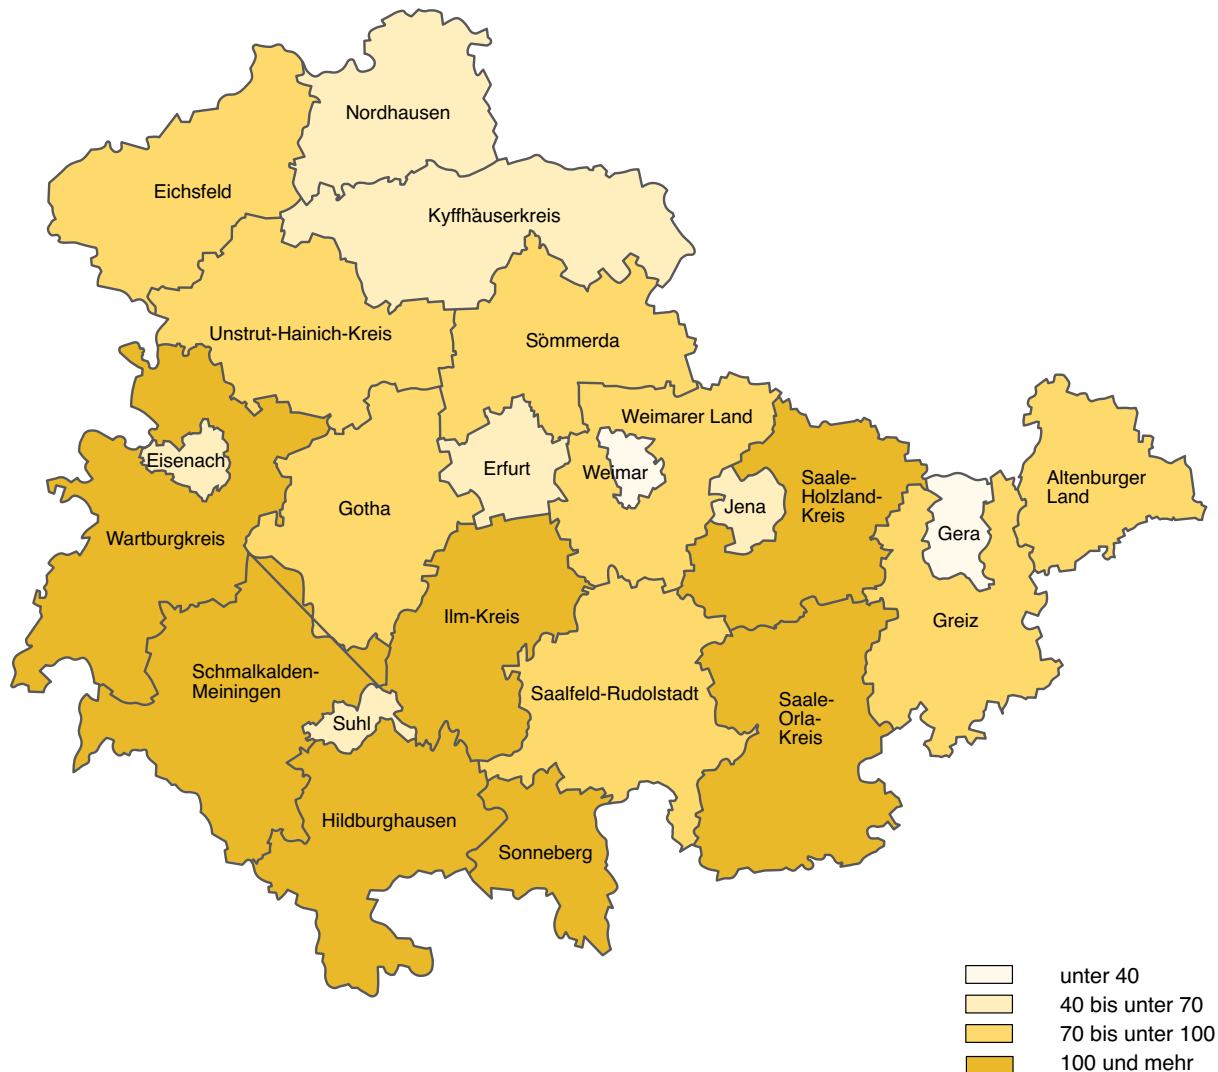 Nordhausen
Eichsfeld
Kyffhäuserkreis
Unstrut-Hainich-Kreis
Sömmerda
Weimarer Land
Eisenach
Erfurt
Weimar
Saale-
Holzland-
Kreis
Altenburger
Land
Gotha
Jena
Wartburgkreis
Gera
Ilm-Kreis
Greiz
Schmalkalden-
Meiningen
Saalfeld-Rudolstadt
Saale-
Orla-
Kreis
Suhl
Hildburghausen
Sonneberg
unter 40
40 bis unter 70
70 bis unter 100
100 und mehr